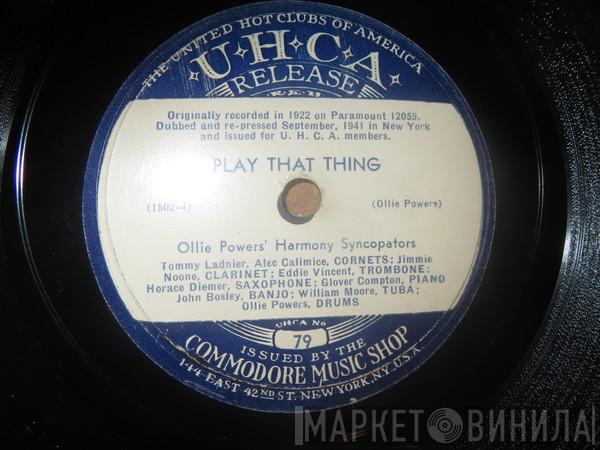 THE UNITED HOT CLUBS OF AMERICA
U·H·C·A
RELEASE
Originally recorded in 1922 on Paramount 12059.
Dubbed and re-pressed September, 1941 in New York
and issued for U. H. C. A. members.
PLAY THAT THING
(1502-4) (Ollie Powers)
Ollie Powers' Harmony Syncopators
Tommy Ladnier, Alec Calimice, CORNETS; Jimmie
Noone, CLARINET; Eddie Vincent, TROMBONE;
Horace Diemer, SAXOPHONE; Glover Compton, PIANO
John Bosley, BANJO; William Moore, TUBA;
Ollie Powers, DRUMS
UHCA No
79
ISSUED BY THE
COMMODORE MUSIC SHOP
144 EAST 42ND ST. NEW YORK, N.Y. U.S.A.
МАРКЕТ ВИНИЛА